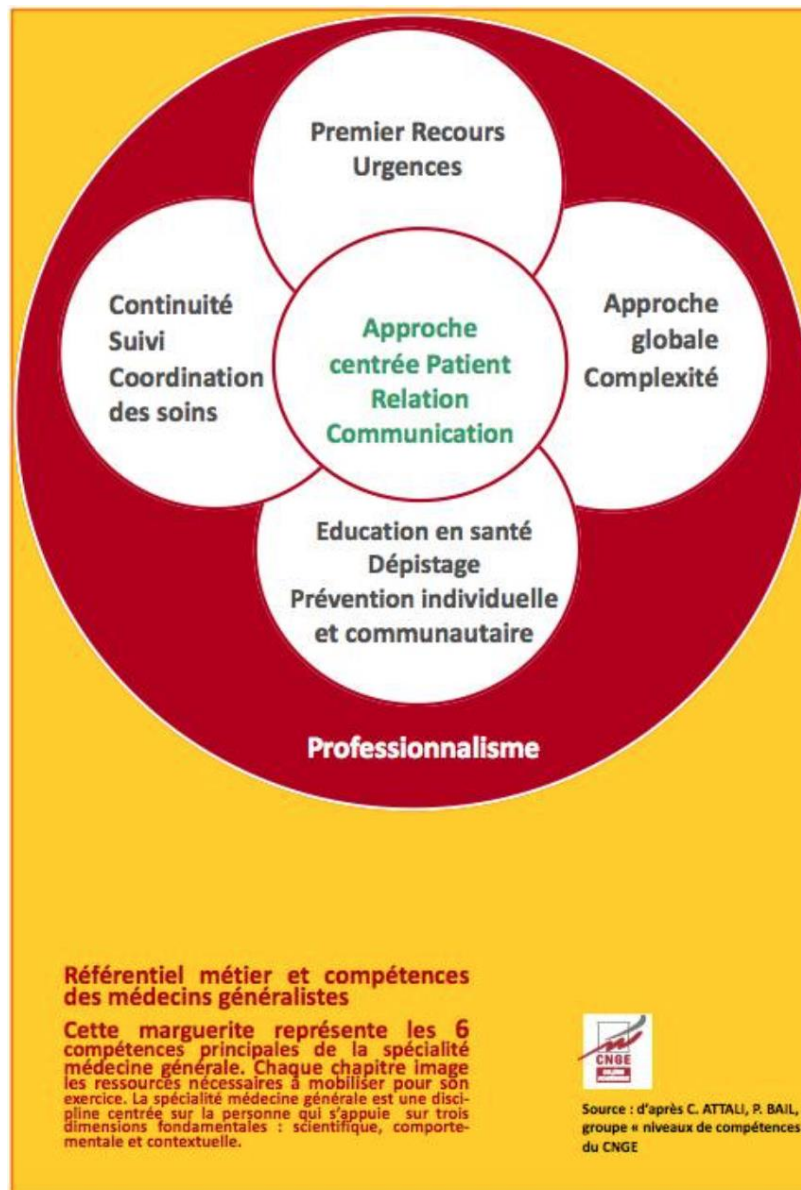 Premier Recours
Urgences
Continuité
Suivi
Coordination
des soins
Approche
centrée Patient
Relation
Communication
Approche
globale
Complexité
Education en santé
Dépistage
Prévention individuelle
et communautaire
Professionnalisme
Référentiel métier et compétences
des médecins généralistes
Cette marguerite représente les 6
compétences principales de la spécialité
médecine générale. Chaque chapitre image
les ressources nécessaires à mobiliser pour son
exercice. La spécialité médecine générale est une disci-
pline centrée sur la personne qui s'appuie sur trois
dimensions fondamentales : scientifique, comporte-
mentale et contextuelle.
CNGE
Source : d'après C. ATTALI, P. BAIL,
groupe « niveaux de compétences
du CNGE